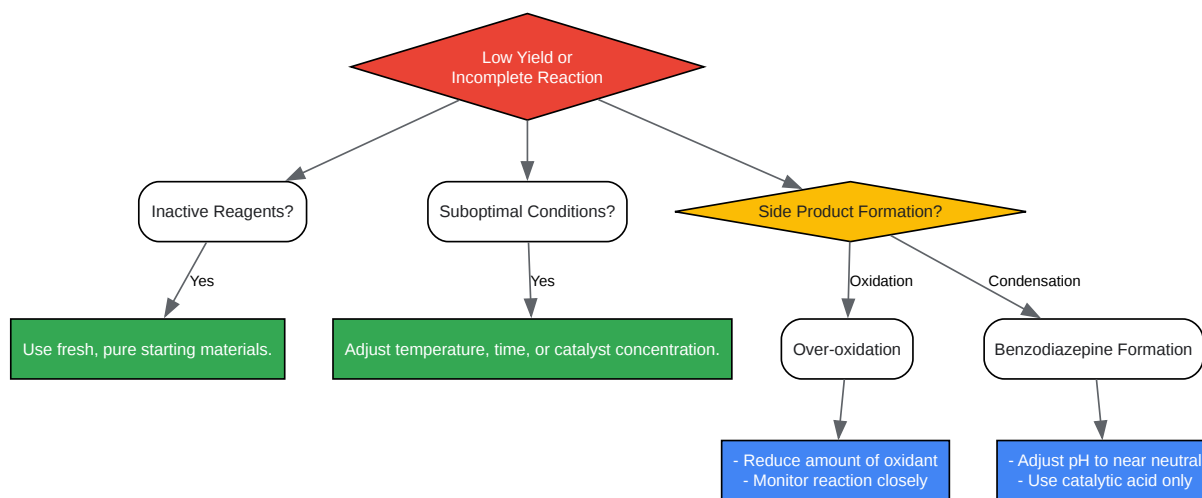 Low Yield or
Incomplete Reaction
Inactive Reagents?
Suboptimal Conditions?
Side Product Formation?
Yes
Yes
Oxidation
Condensation
Use fresh, pure starting materials.
Adjust temperature, time, or catalyst concentration.
Over-oxidation
Benzodiazepine Formation
- Reduce amount of oxidant
- Monitor reaction closely
- Adjust pH to near neutral
- Use catalytic acid only